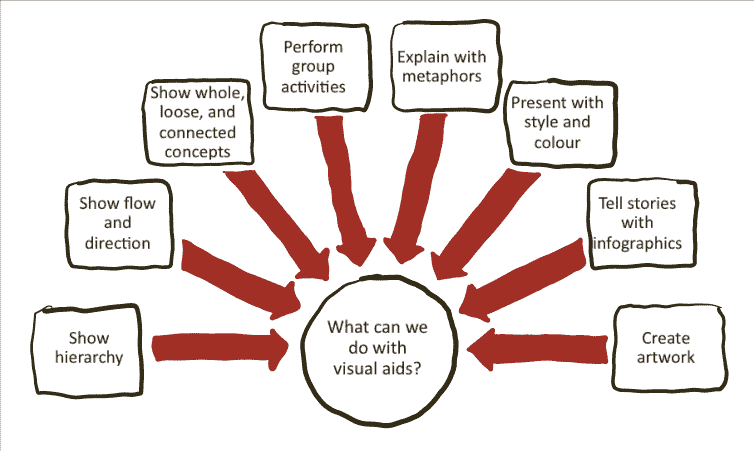 Show
hierarchy
Show flow
and
direction
Show whole,
loose, and
connected
concepts
Perform
group
activities
Explain with
metaphors
Present with
style and
colour
Tell stories
with
infographics
Create
artwork
What can we
do with
visual aids?